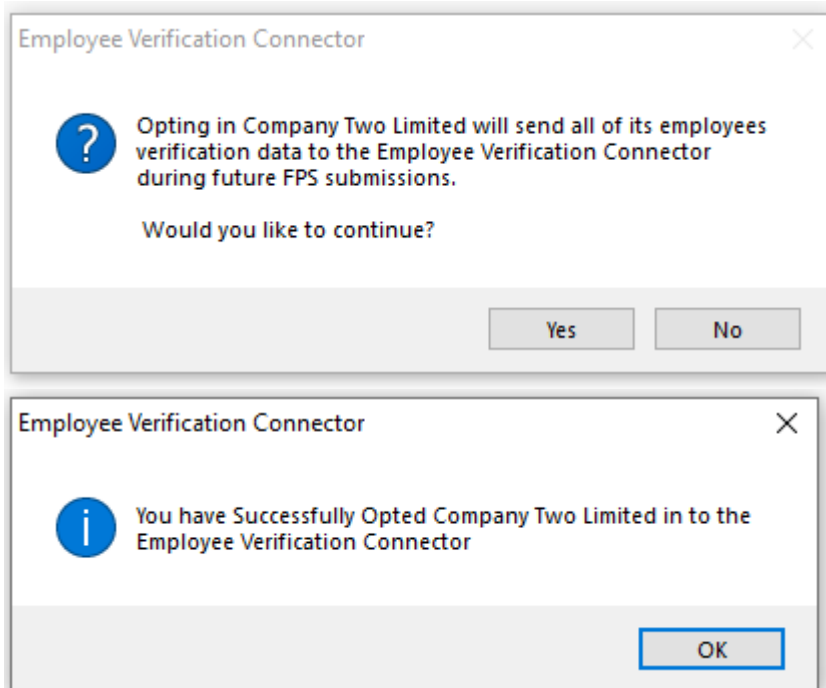 Employee Verification Connector
Opting in Company Two Limited will send all of its employees
verification data to the Employee Verification Connector
during future FPS submissions.
Would you like to continue?
Yes No
Employee Verification Connector
You have Successfully Opted Company Two Limited in to the
Employee Verification Connector
OK